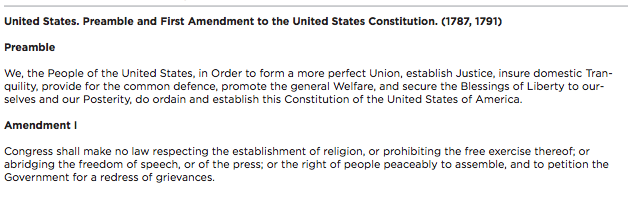 United States. Preamble and First Amendment to the United States Constitution. (1787, 1791)
Preamble
We, the People of the United States, in Order to form a more perfect Union, establish Justice, insure domestic Tran-
quility, provide for the common defence, promote the general Welfare, and secure the Blessings of Liberty to our-
selves and our Posterity, do ordain and establish this Constitution of the United States of America.
Amendment I
Congress shall make no law respecting the establishment of religion, or prohibiting the free exercise thereof; or
abridging the freedom of speech, or of the press; or the right of people peaceably to assemble, and to petition the
Government for a redress of grievances.